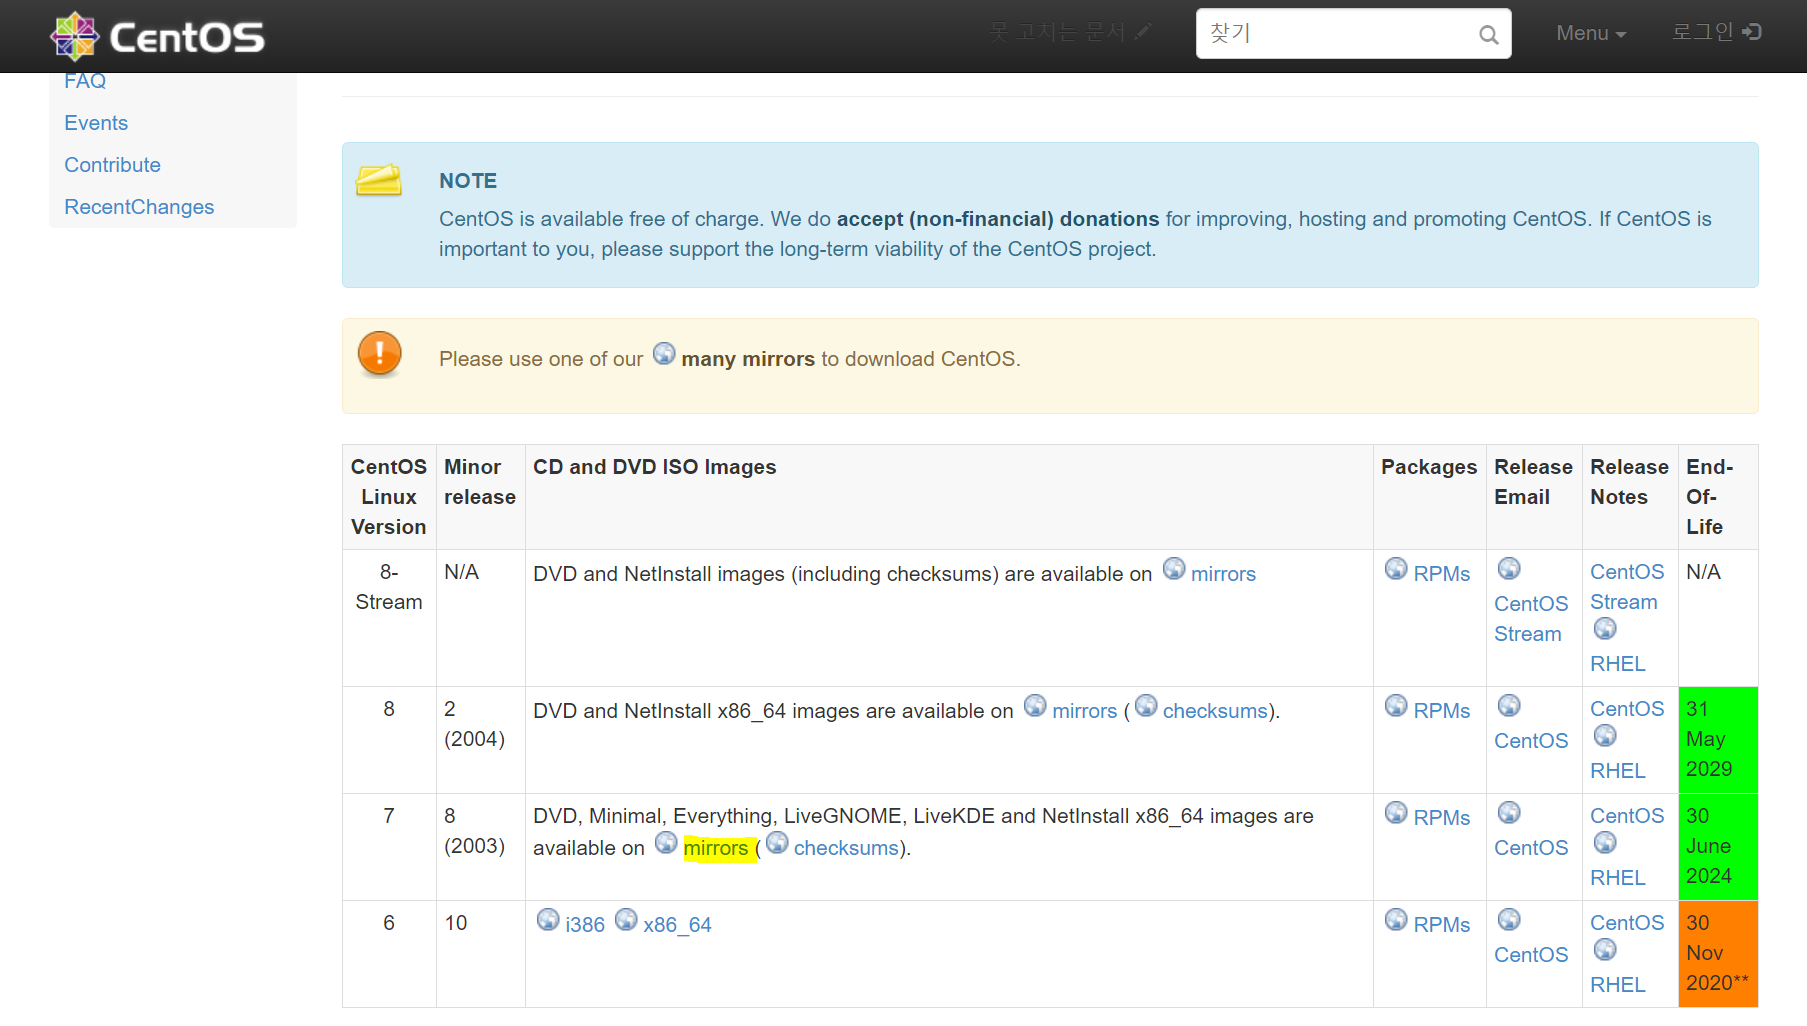 CentOS
못 고치는 문서
찾기
Menu
로그인
FAQ
Events
Contribute
RecentChanges
NOTE
CentOS is available free of charge. We do accept (non-financial) donations for improving, hosting and promoting CentOS. If CentOS is
important to you, please support the long-term viability of the CentOS project.
Please use one of our many mirrors to download CentOS.
CentOS
Linux
Version
Minor
release
CD and DVD ISO Images
Packages
Release
Email
Release
Notes
End-
Of-
Life
8-
Stream
N/A
DVD and NetInstall images (including checksums) are available on mirrors
RPMs
CentOS
Stream
CentOS
Stream
RHEL
N/A
8
2
(2004)
DVD and NetInstall x86_64 images are available on mirrors ( checksums).
RPMs
CentOS
CentOS
RHEL
31
May
2029
7
8
(2003)
DVD, Minimal, Everything, LiveGNOME, LiveKDE and NetInstall x86_64 images are
available on mirrors ( checksums).
RPMs
CentOS
CentOS
RHEL
30
June
2024
6
10
i386 x86_64
RPMs
CentOS
CentOS
RHEL
30
Nov
2020**